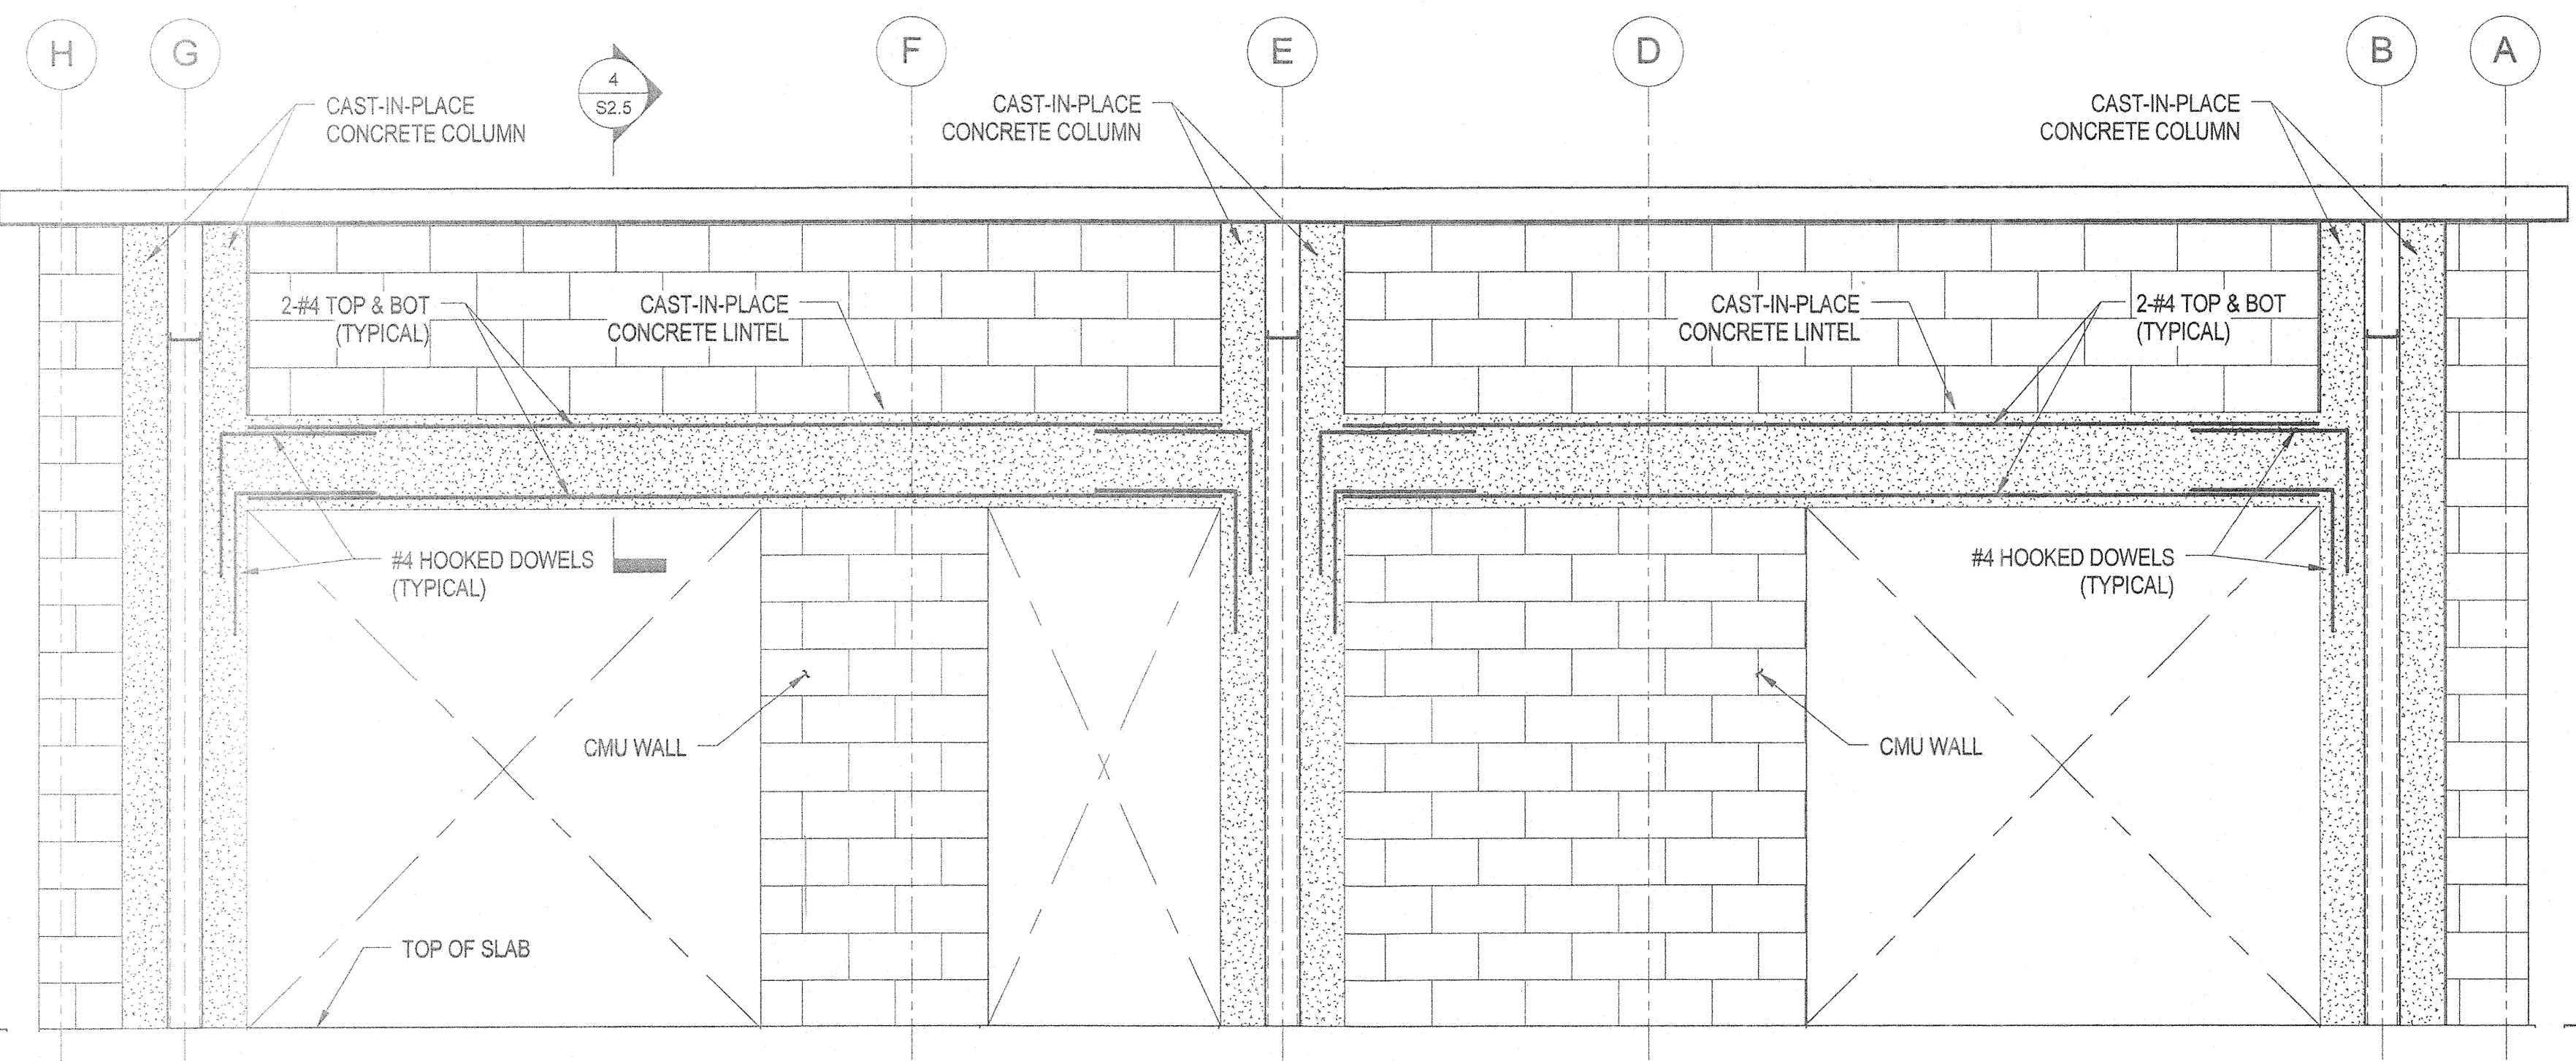 H
G
F
E
D
B
A
4
S2.5
CAST-IN-PLACE
CONCRETE COLUMN
CAST-IN-PLACE
CONCRETE COLUMN
CAST-IN-PLACE
CONCRETE COLUMN
2-#4 TOP & BOT
(TYPICAL)
CAST-IN-PLACE
CONCRETE LINTEL
CAST-IN-PLACE
CONCRETE LINTEL
2-#4 TOP & BOT
(TYPICAL)
#4 HOOKED DOWELS
(TYPICAL)
#4 HOOKED DOWELS
(TYPICAL)
CMU WALL
CMU WALL
TOP OF SLAB